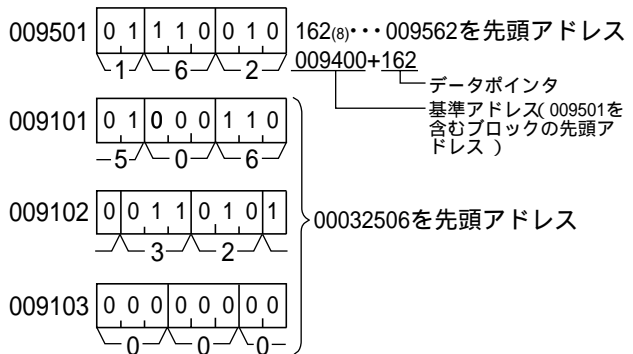 009501 0 1 1 1 0 0 1 0 162(8)・・・009562を先頭アドレス
1 6 2 009400+162
データポインタ
基準アドレス( 009501を
含むブロックの先頭ア
ドレス )
009101 0 1 0 0 0 1 1 0
5 0 6
009102 0 0 1 1 0 1 0 1
3 2
00032506を先頭アドレス
009103 0 0 0 0 0 0 0 0
0 0 0